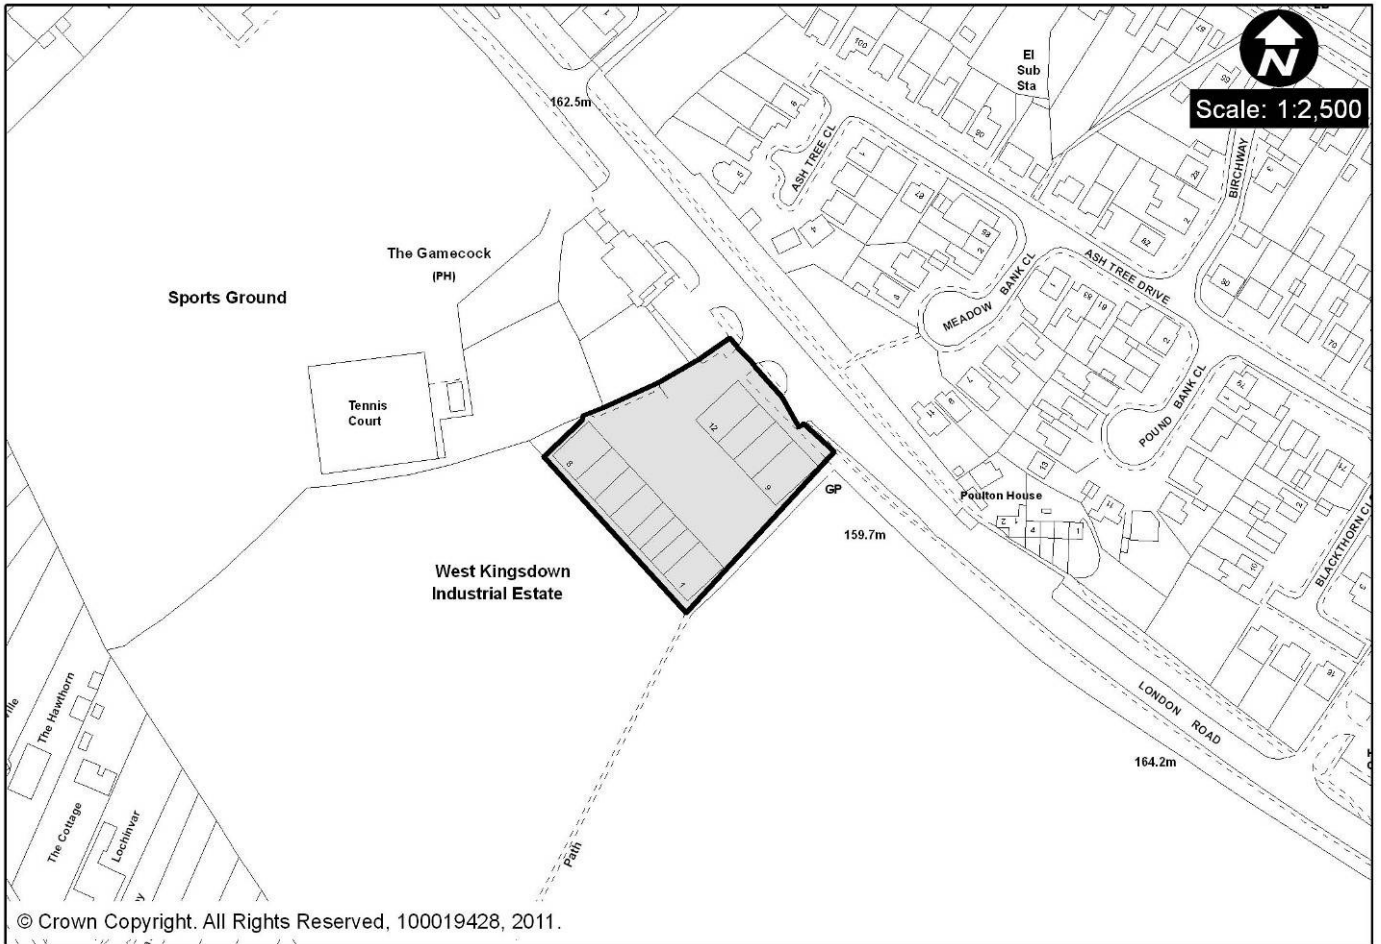 N
Scale: 1:2,500
162.5m
El
Sub
Sta
100
ASH TREE CL
BIRCHWAY
The Gamecock
(PH)
Sports Ground
MEADOW BANK CL
ASH TREE DRIVE
POUND BANK CL
Tennis
Court
12
8
9
1
GP
Poulton House
159.7m
West Kingsdown
Industrial Estate
BLACKTHORN CL
LONDON ROAD
164.2m
The Hawthorn
The Cottage
Lochinvar
Path
© Crown Copyright. All Rights Reserved, 100019428, 2011.